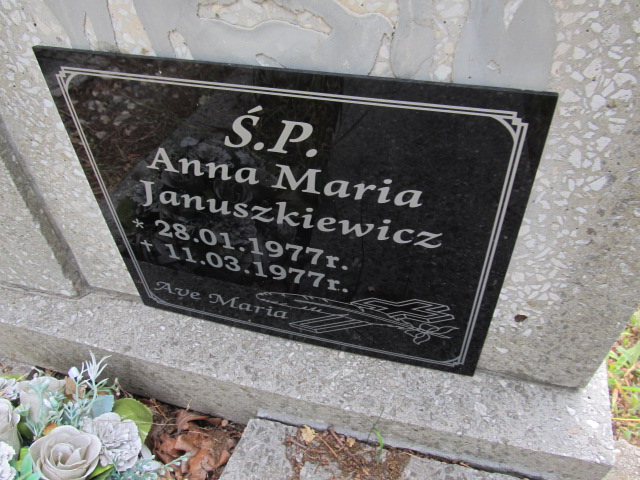 Ś.P.
Anna Maria
Januszkiewicz
* 28.01.1977r.
+ 11.03.1977r.
Ave Maria